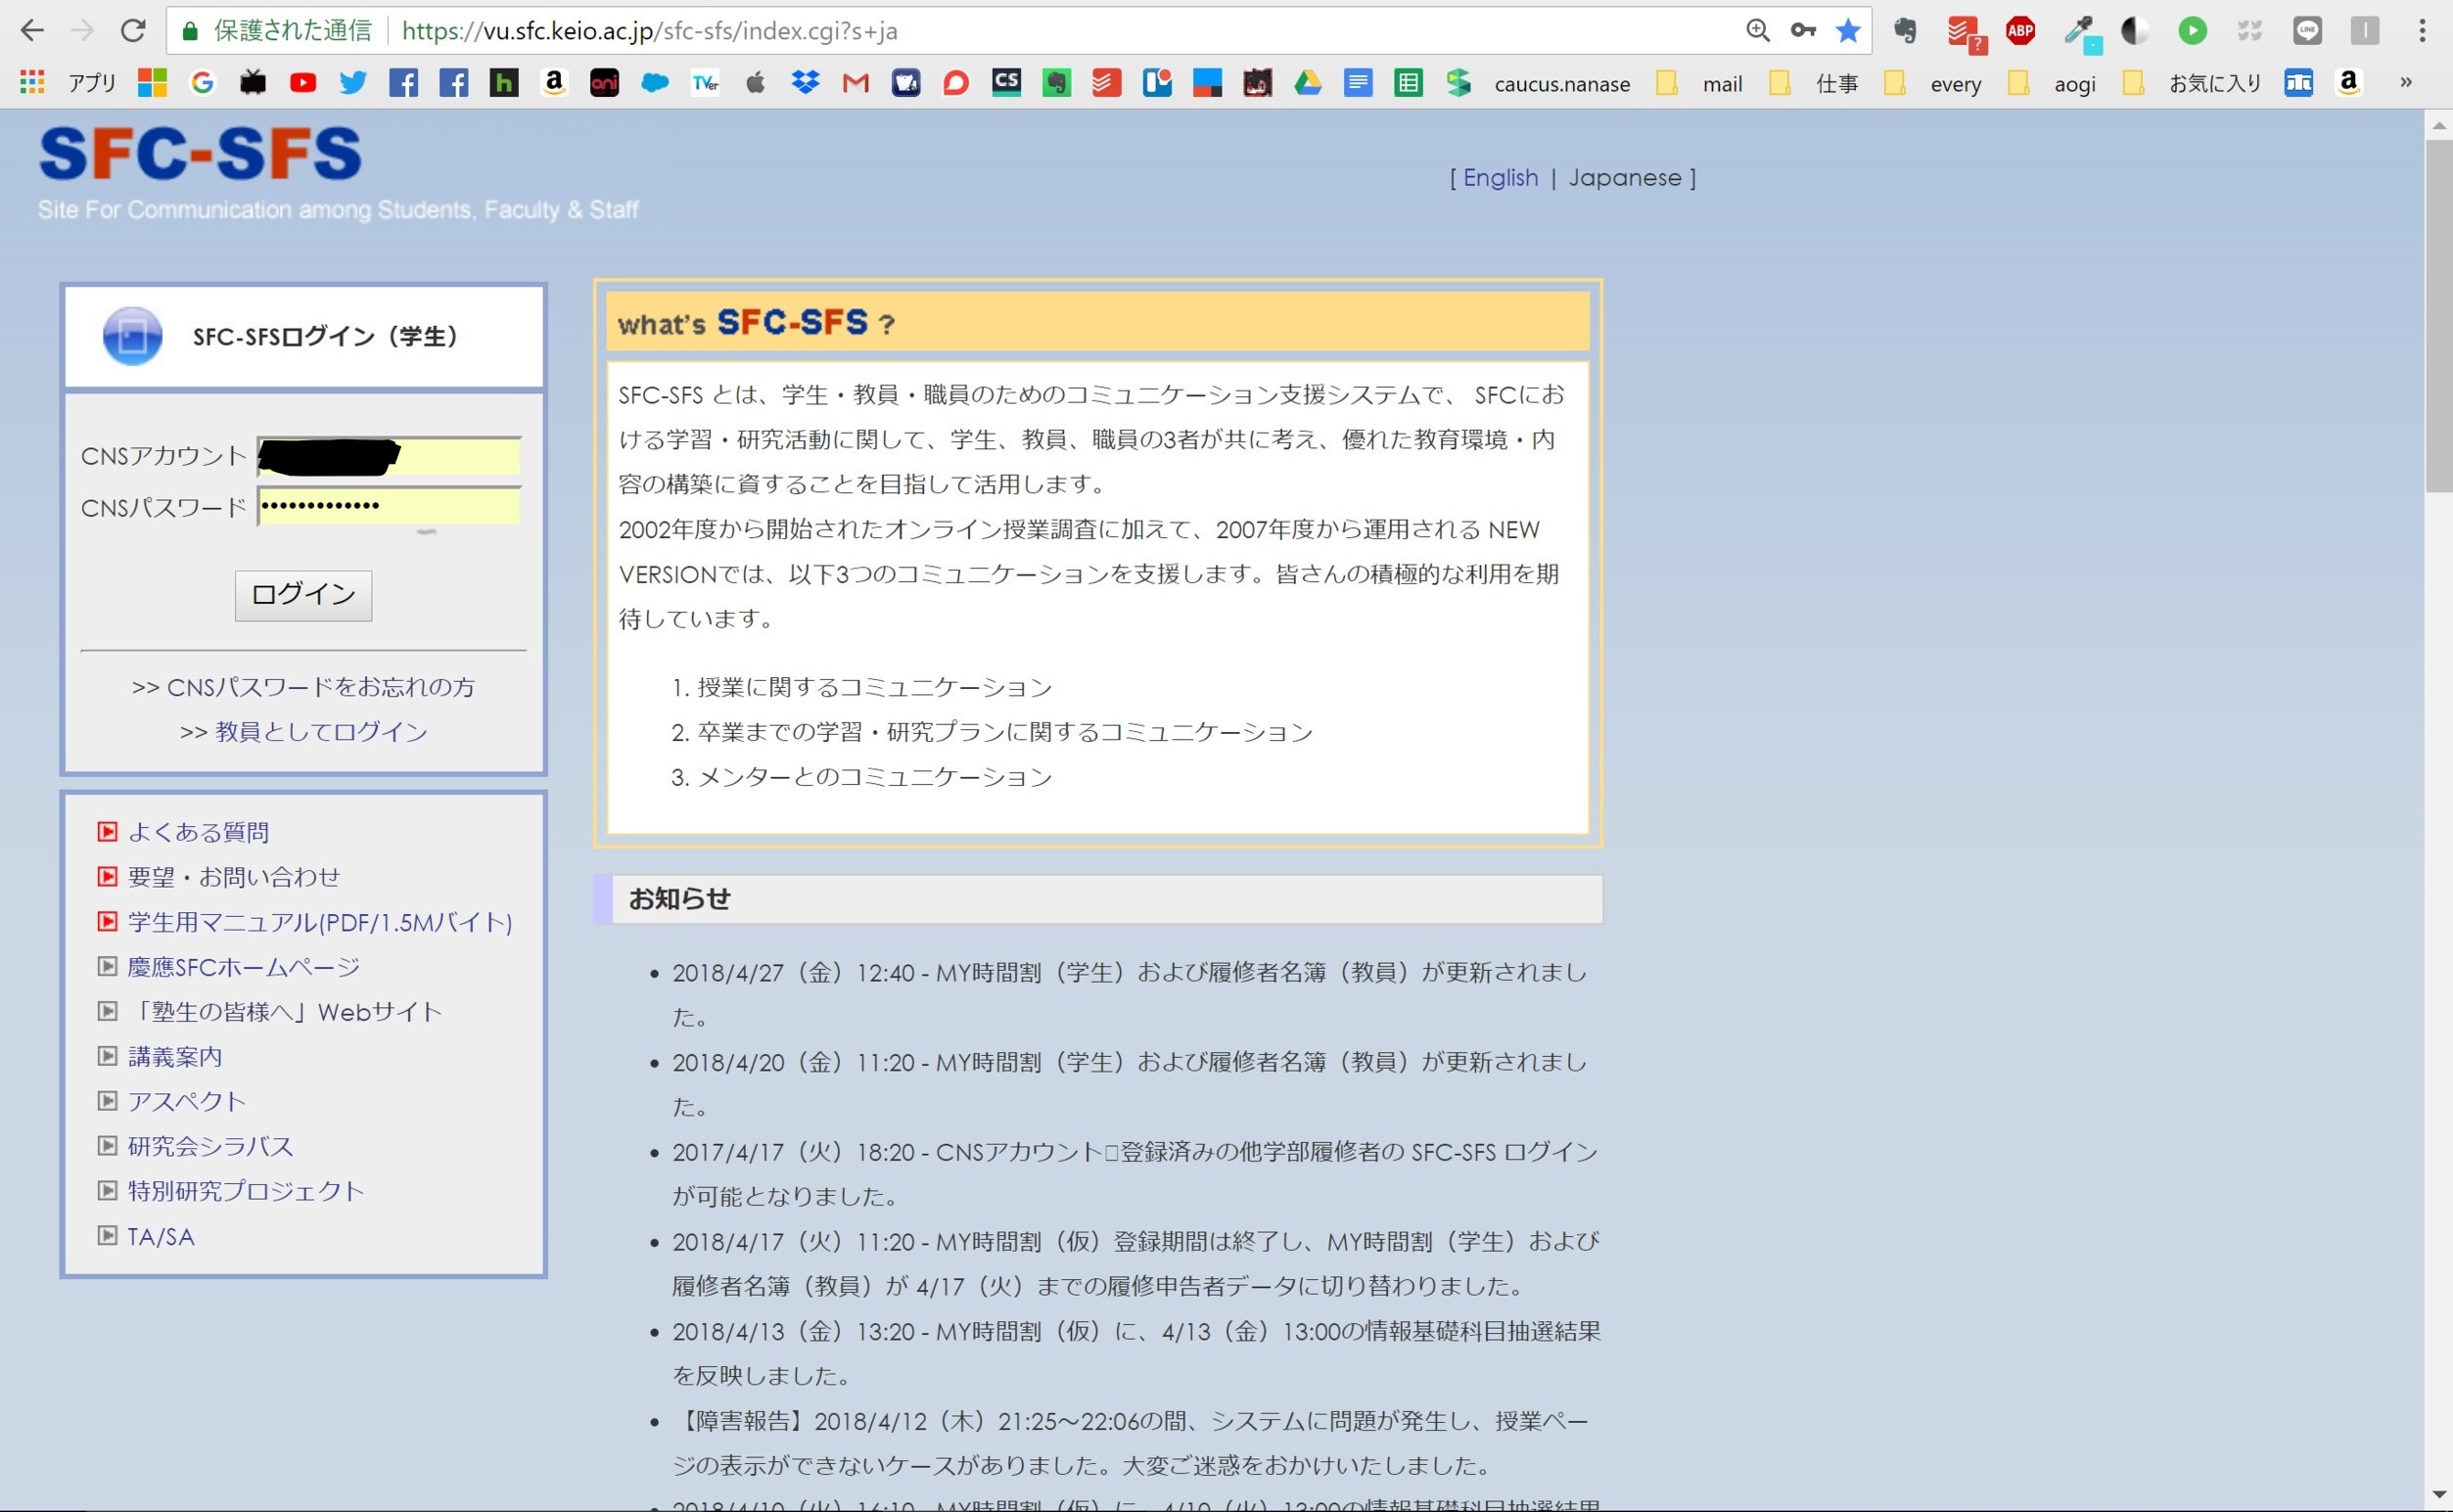 保護された通信
https://vu.sfc.keio.ac.jp/sfc-sfs/index.cgi?s+ja
ABP
アプリ
h
a
ani
TVer
CS
caucus.nanase
mail
仕事
every
aogi
お気に入り
a
»
SFC-SFS
Site For Communication among Students, Faculty & Staff
[ English | Japanese ]
SFC-SFSログイン（学生）
CNSアカウント
CNSパスワード
ログイン
>> CNSパスワードをお忘れの方
>> 教員としてログイン
よくある質問
要望・お問い合わせ
学生用マニュアル(PDF/1.5Mバイト)
慶應SFCホームページ
「塾生の皆様へ」Webサイト
講義案内
アスペクト
研究会シラバス
特別研究プロジェクト
TA/SA
what's SFC-SFS ?
SFC-SFS とは、学生・教員・職員のためのコミュニケーション支援システムで、 SFCにお
ける学習・研究活動に関して、学生、教員、職員の3者が共に考え、優れた教育環境・内
容の構築に資することを目指して活用します。
2002年度から開始されたオンライン授業調査に加えて、2007年度から運用される NEW
VERSIONでは、以下3つのコミュニケーションを支援します。皆さんの積極的な利用を期
待しています。
1. 授業に関するコミュニケーション
2. 卒業までの学習・研究プランに関するコミュニケーション
3. メンターとのコミュニケーション
お知らせ
• 2018/4/27（金）12:40 - MY時間割（学生）および履修者名簿（教員）が更新されまし
た。
• 2018/4/20（金）11:20 - MY時間割（学生）および履修者名簿（教員）が更新されまし
た。
• 2017/4/17（火）18:20 - CNSアカウント□登録済みの他学部履修者の SFC-SFS ログイン
が可能となりました。
• 2018/4/17（火）11:20 - MY時間割（仮）登録期間は終了し、MY時間割（学生）および
履修者名簿（教員）が 4/17（火）までの履修申告者データに切り替わりました。
• 2018/4/13（金）13:20 - MY時間割（仮）に、4/13（金）13:00の情報基礎科目抽選結果
を反映しました。
• 【障害報告】2018/4/12（木）21:25～22:06の間、システムに問題が発生し、授業ペー
ジの表示ができないケースがありました。大変ご迷惑をおかけいたしました。
• 2018/4/10（火）16:10 - MY時間割（仮）に、4/10（火）13:00の情報基礎科目抽選結果